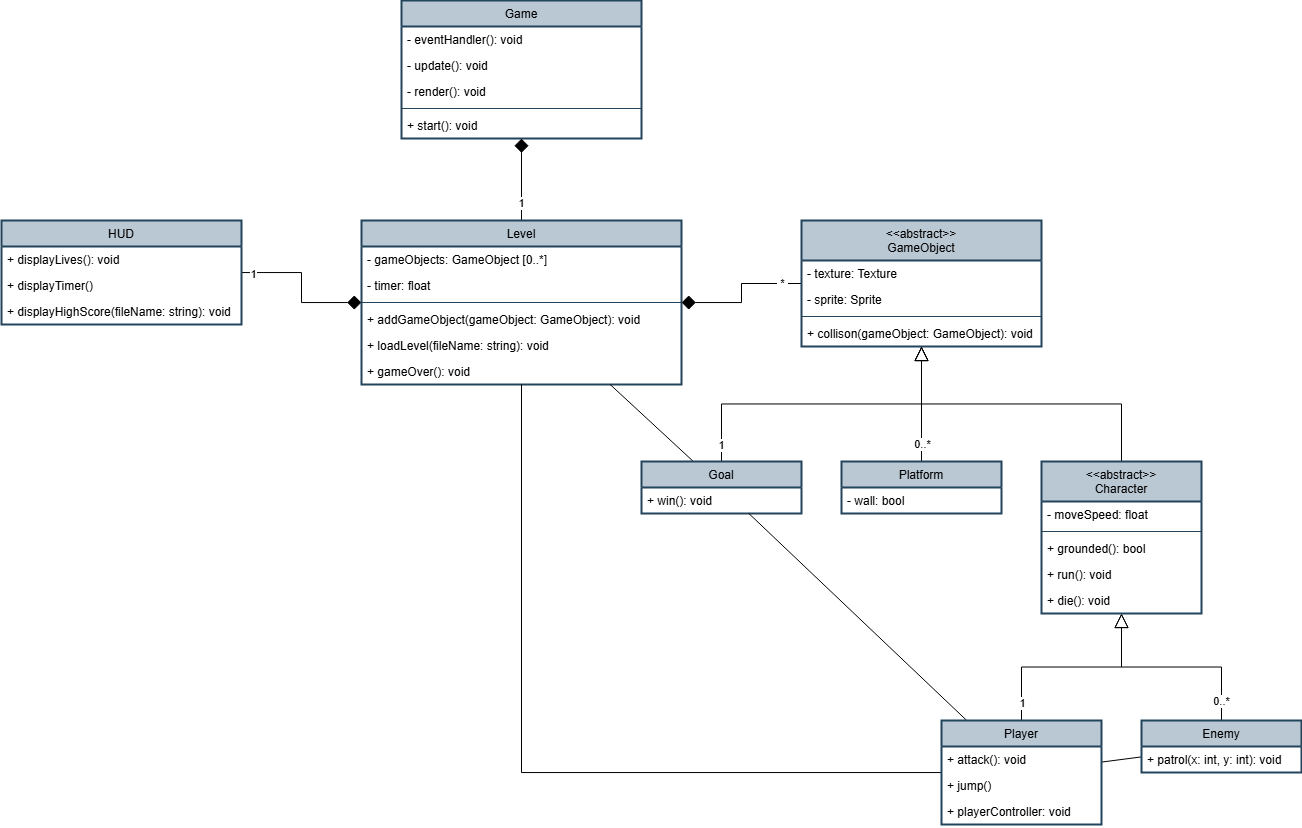 Game
- eventHandler(): void
- update(): void
- render(): void
+ start(): void
1
HUD
+ displayLives(): void
+ displayTimer()
+ displayHighScore(fileName: string): void
1
Level
- gameObjects: GameObject [0..*]
- timer: float
+ addGameObject(gameObject: GameObject): void
+ loadLevel(fileName: string): void
+ gameOver(): void
*
<<abstract>>
GameObject
- texture: Texture
- sprite: Sprite
+ collison(gameObject: GameObject): void
1
0..*
Goal
+ win(): void
Platform
- wall: bool
<<abstract>>
Character
- moveSpeed: float
+ grounded(): bool
+ run(): void
+ die(): void
1
0..*
Player
+ attack(): void
+ jump()
+ playerController: void
Enemy
+ patrol(x: int, y: int): void